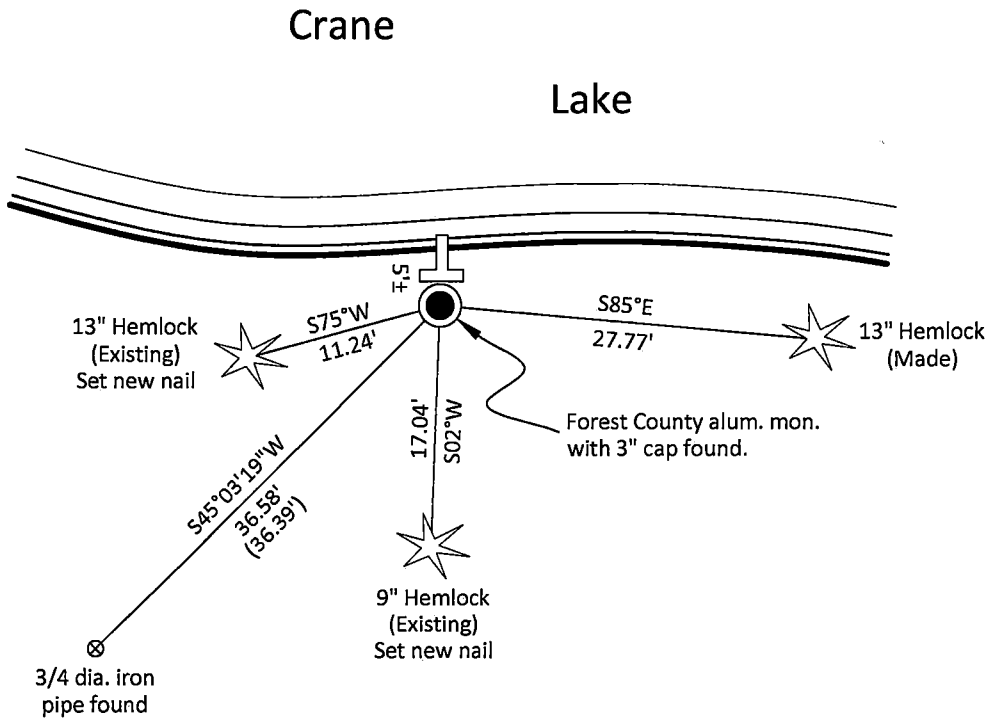 Crane
Lake
5'±
S75°W
11.24'
S85°E
27.77'
13" Hemlock
(Existing)
Set new nail
13" Hemlock
(Made)
17.04'
S02°W
Forest County alum. mon.
with 3" cap found.
S45°03'19"W
36.58'
(36.39')
9" Hemlock
(Existing)
Set new nail
3/4 dia. iron
pipe found